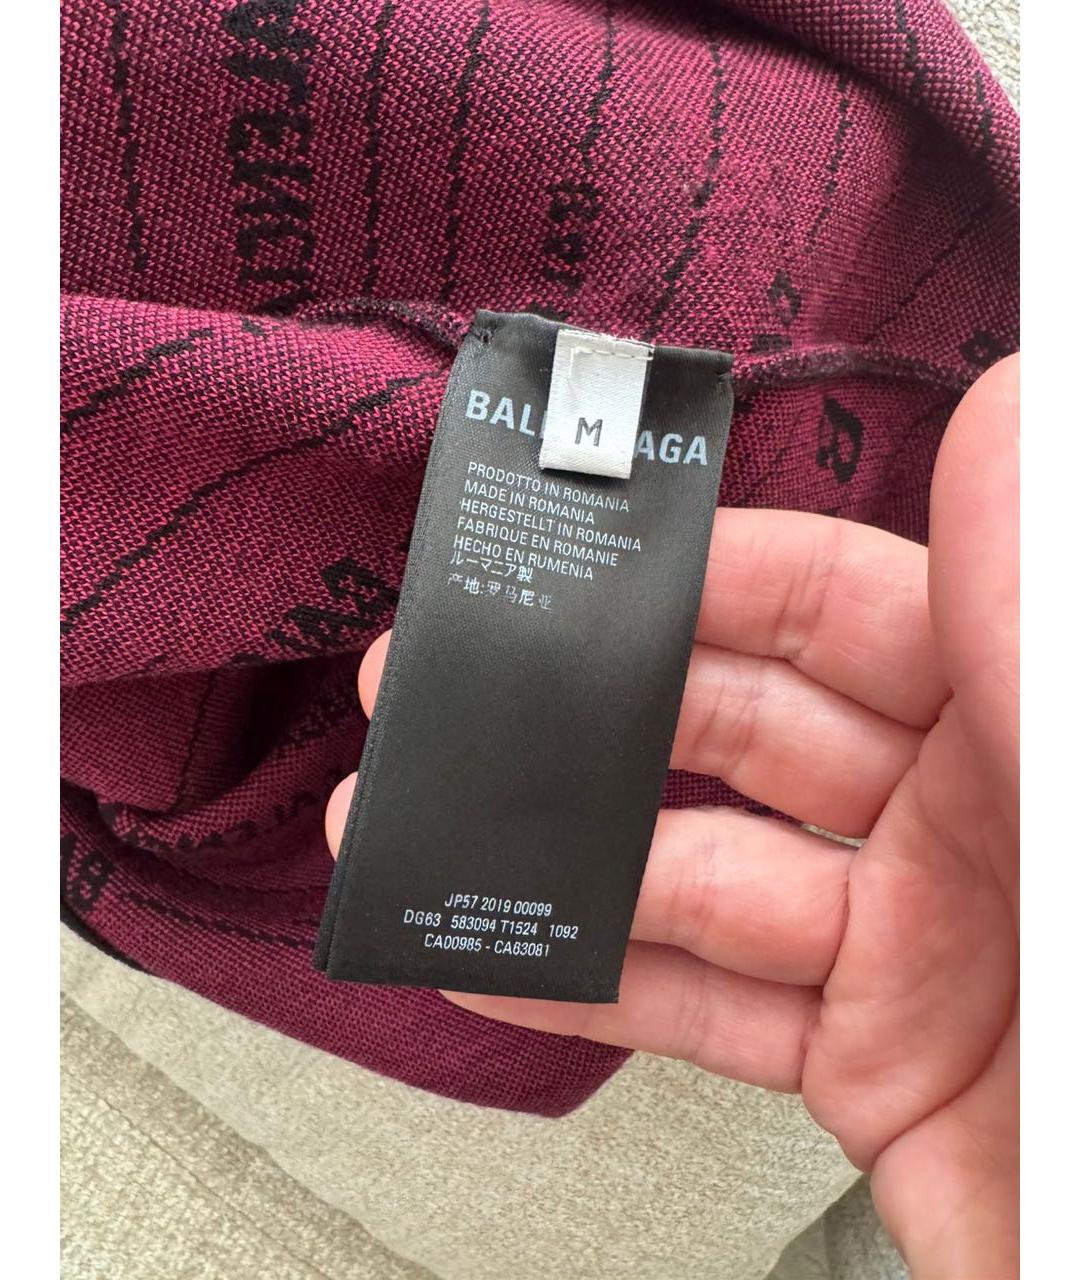 BAL
AGA
M
PRODOTTO IN ROMANIA
MADE IN ROMANIA
HERGESTELLT IN ROMANIA
FABRIQUE EN ROMANIE
HECHO EN RUMENIA
ルーマニア製
产地:罗马尼亚
JP57 2019 00099
DG63 583094 T1524 1092
CA00985 - CA63081